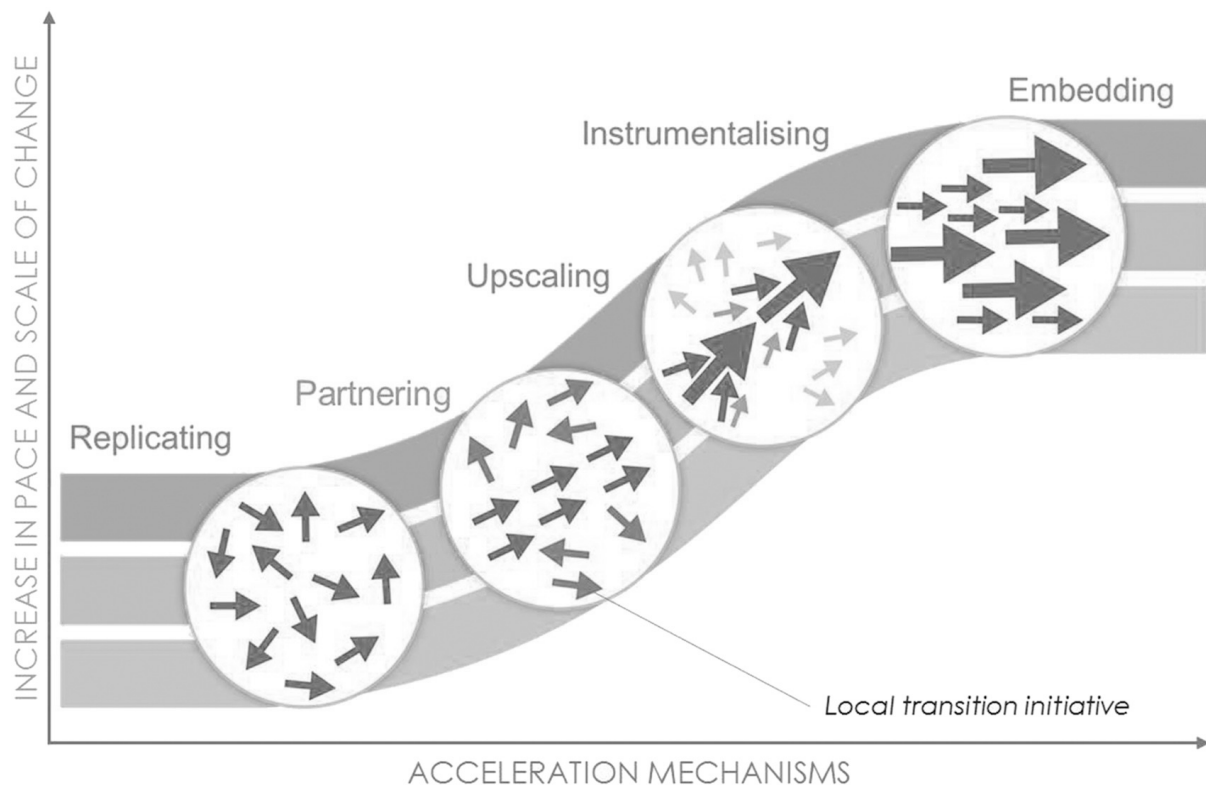 INCREASE IN PACE AND SCALE OF CHANGE
Embedding
Instrumentalising
Upscaling
Partnering
Replicating
Local transition initiative
ACCELERATION MECHANISMS